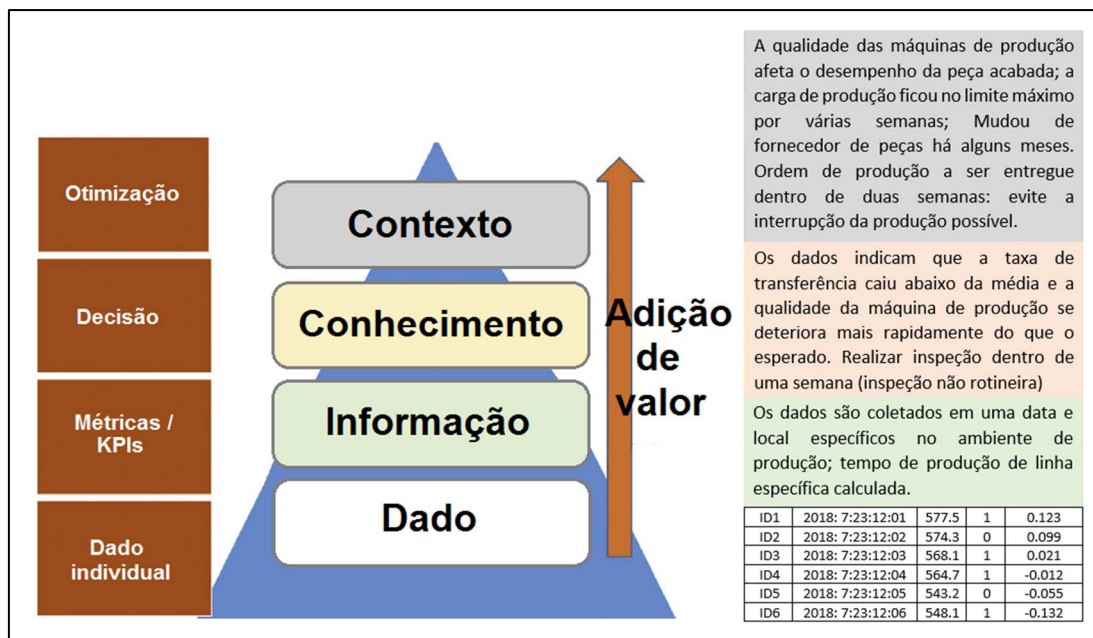 Otimização
Decisão
Métricas /
KPIs
Dado
individual
Contexto
Conhecimento
Informação
Dado
Adição
de
valor
A qualidade das máquinas de produção
afeta o desempenho da peça acabada; a
carga de produção ficou no limite máximo
por várias semanas; Mudou de
fornecedor de peças há alguns meses.
Ordem de produção a ser entregue
dentro de duas semanas: evite a
interrupção da produção possível.
Os dados indicam que a taxa de
transferência caiu abaixo da média e a
qualidade da máquina de produção se
deteriora mais rapidamente do que o
esperado. Realizar inspeção dentro de
uma semana (inspeção não rotineira)
Os dados são coletados em uma data e
local específicos no ambiente de
produção; tempo de produção de linha
específica calculada.
ID1 2018: 7:23:12:01 577.5 1 0.123
ID2 2018: 7:23:12:02 574.3 0 0.099
ID3 2018: 7:23:12:03 568.1 1 0.021
ID4 2018: 7:23:12:04 564.7 1 -0.012
ID5 2018: 7:23:12:05 543.2 0 -0.055
ID6 2018: 7:23:12:06 548.1 1 -0.132